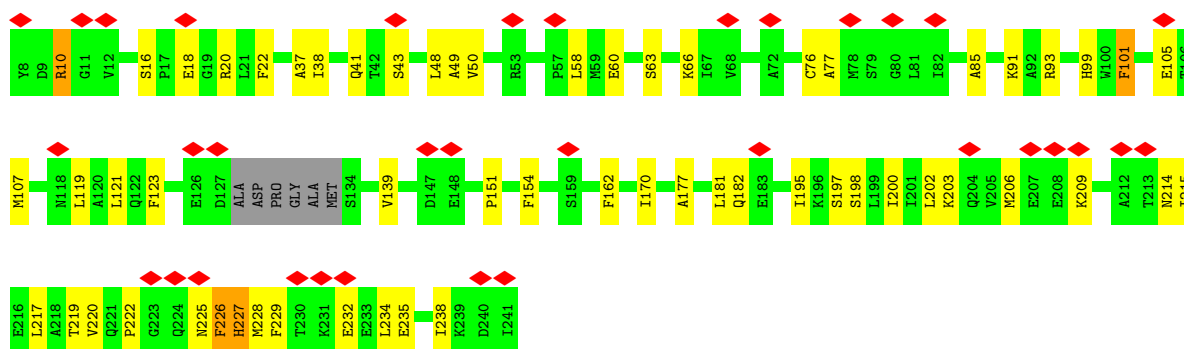 Y8 D9 R10 G11 V12 S16 P17 E18 G19 R20 L21 F22 A37 I38 Q41 T42 S43 L48 A49 V50 R53 P57 L58 M59 E60 S63 K66 I67 V68 A72 C76 A77 M78 S79 G80 L81 I82 A85 K91 A92 R93 H99 W100 F101 E105 T106
M107 N118 L119 A120 L121 Q122 F123 E126 D127 ALA ASP PRO GLY ALA MET S134 V139 D147 E148 P151 F154 S159 F162 I170 A177 L181 Q182 E183 I195 K196 S197 S198 L199 I200 I201 L202 K203 Q204 V205 M206 E207 E208 K209 A212 T213 N214 I215
E216 L217 A218 T219 V220 Q221 P222 G223 Q224 N225 F226 H227 M228 F229 T230 K231 E232 E233 L234 E235 I238 K239 D240 I241